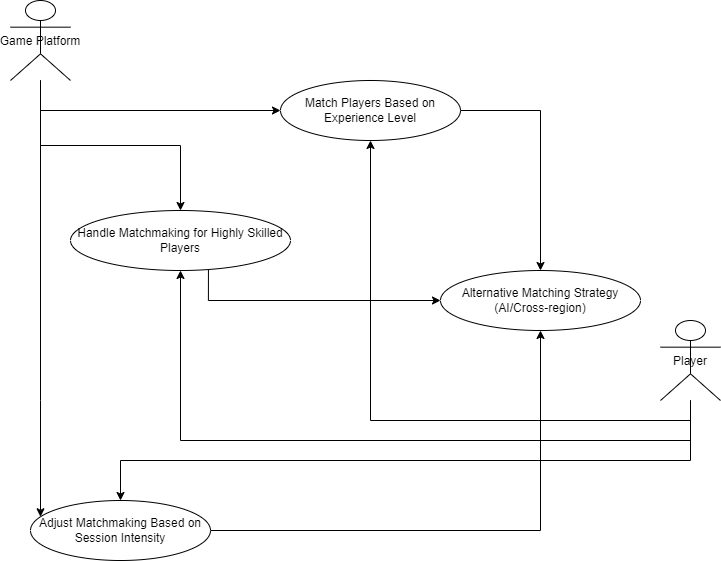 Game Platform
Match Players Based on
Experience Level
Handle Matchmaking for Highly Skilled
Players
Alternative Matching Strategy
(AI/Cross-region)
Player
Adjust Matchmaking Based on
Session Intensity